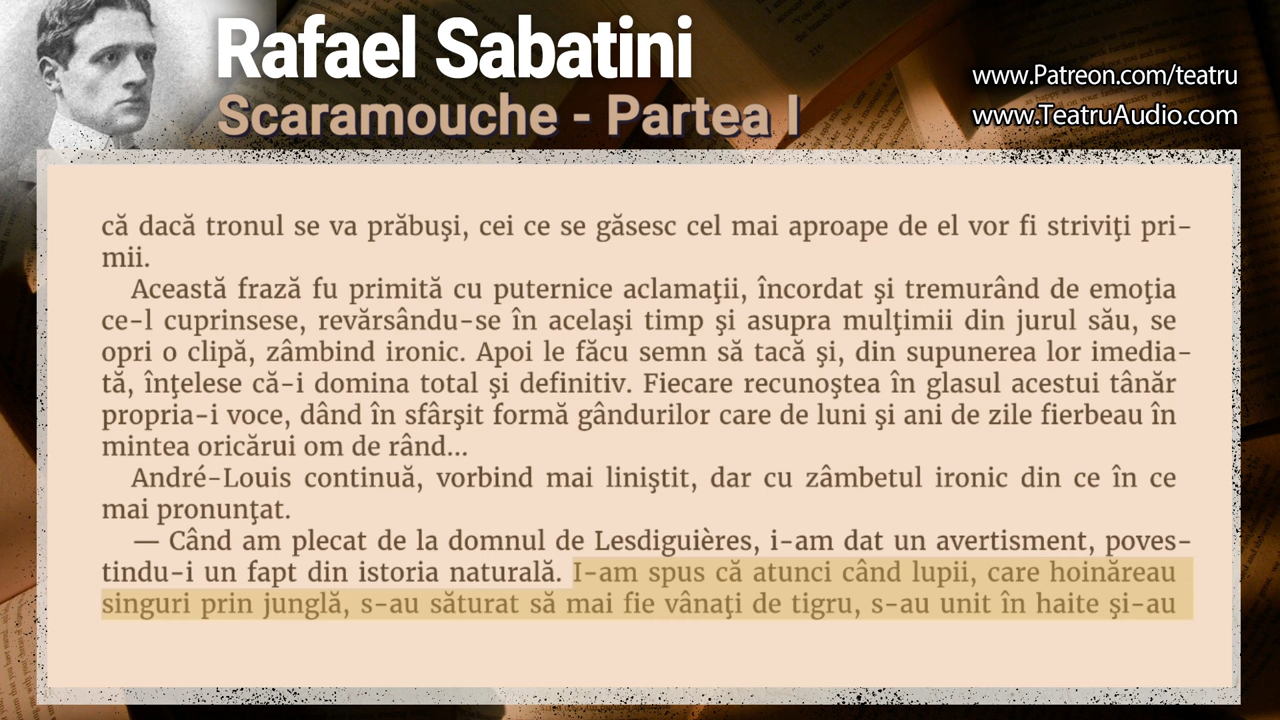 Rafael Sabatini
Scaramouche - Partea I
www.Patreon.com/teatru
www.TeatruAudio.com
că dacă tronul se va prăbuşi, cei ce se găsesc cel mai aproape de el vor fi striviţi pri-
mii.
Această frază fu primită cu puternice aclamaţii, încordat şi tremurând de emoţia
ce-l cuprinsese, revărsându-se în acelaşi timp şi asupra mulţimii din jurul său, se
opri o clipă, zâmbind ironic. Apoi le făcu semn să tacă şi, din supunerea lor imedia-
tă, înţelese că-i domina total şi definitiv. Fiecare recunoştea în glasul acestui tânăr
propria-i voce, dând în sfârşit formă gândurilor care de luni şi ani de zile fierbeau în
mintea oricărui om de rând...
André-Louis continuă, vorbind mai liniştit, dar cu zâmbetul ironic din ce în ce
mai pronunţat.
— Când am plecat de la domnul de Lesdiguières, i-am dat un avertisment, poves-
tindu-i un fapt din istoria naturală. I-am spus că atunci când lupii, care hoinăreau
singuri prin junglă, s-au săturat să mai fie vânaţi de tigru, s-au unit în haite şi-au